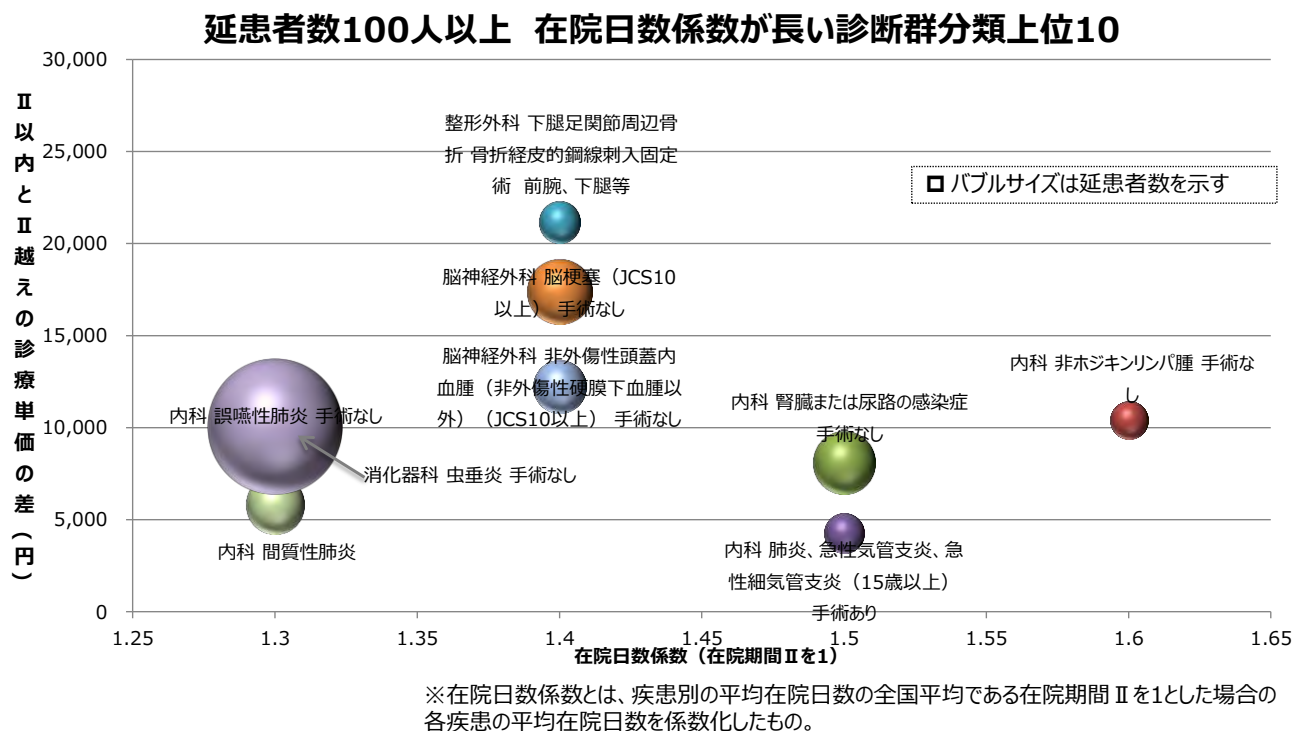 延患者数100人以上 在院日数係数が長い診断群分類上位10
Ⅱ以内とⅡ越えの診療単価の差(円)
30,000
25,000
20,000
15,000
10,000
5,000
0
整形外科 下腿足関節周辺骨
折 骨折経皮的鋼線刺入固定
術 前腕、下腿等
□ バブルサイズは延患者数を示す
脳神経外科 脳梗塞（JCS10
以上） 手術なし
脳神経外科 非外傷性頭蓋内
血腫（非外傷性硬膜下血腫以
外）（JCS10以上） 手術なし
内科 非ホジキンリンパ腫 手術な
し
内科 腎臓または尿路の感染症
手術なし
内科 誤嚥性肺炎 手術なし
消化器科 虫垂炎 手術なし
内科 間質性肺炎
内科 肺炎、急性気管支炎、急
性細気管支炎（15歳以上）
手術あり
1.25 1.3 1.35 1.4 1.45 1.5 1.55 1.6 1.65
在院日数係数（在院期間Ⅱを1）
※在院日数係数とは、疾患別の平均在院日数の全国平均である在院期間Ⅱを1とした場合の
各疾患の平均在院日数を係数化したもの。